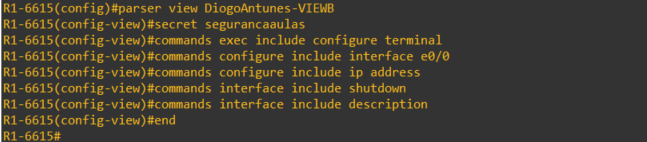 R1-6615(config)#parser view DiogoAntunes-VIEWB
R1-6615(config-view)#secret segurancaaulas
R1-6615(config-view)#commands exec include configure terminal
R1-6615(config-view)#commands configure include interface e0/0
R1-6615(config-view)#commands configure include ip address
R1-6615(config-view)#commands interface include shutdown
R1-6615(config-view)#commands interface include description
R1-6615(config-view)#end
R1-6615#